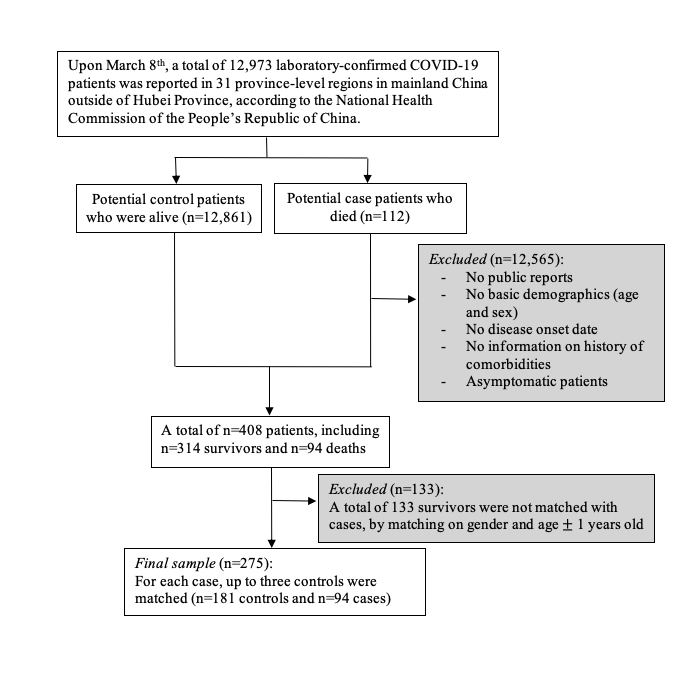 Upon March 8th, a total of 12,973 laboratory-confirmed COVID-19
patients was reported in 31 province-level regions in mainland China
outside of Hubei Province, according to the National Health
Commission of the People's Republic of China.
Potential control patients
who were alive (n=12,861)
Potential case patients who
died (n=112)
Excluded (n=12,565):
- No public reports
- No basic demographics (age
and sex)
- No disease onset date
- No information on history of
comorbidities
- Asymptomatic patients
A total of n=408 patients, including
n=314 survivors and n=94 deaths
Excluded (n=133):
A total of 133 survivors were not matched with
cases, by matching on gender and age ± 1 years old
Final sample (n=275):
For each case, up to three controls were
matched (n=181 controls and n=94 cases)